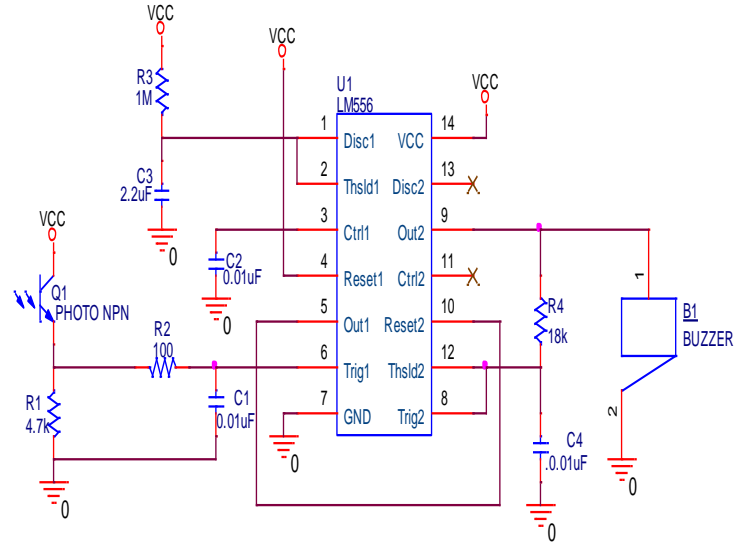 VCC
R3
1M
C3
2.2uF
0
VCC
U1
LM556
VCC
1
Disc1
VCC
14
2
Thsld1
Disc2
13
3
Ctrl1
Out2
9
4
Reset1
Ctrl2
11
5
Out1
Reset2
10
6
Trig1
Thsld2
12
7
GND
Trig2
8
C2
0.01uF
0
VCC
Q1
PHOTO NPN
R2
100
R1
4.7k
C1
0.01uF
0
0
R4
18k
C4
.0.01uF
0
1
B1
BUZZER
2
0